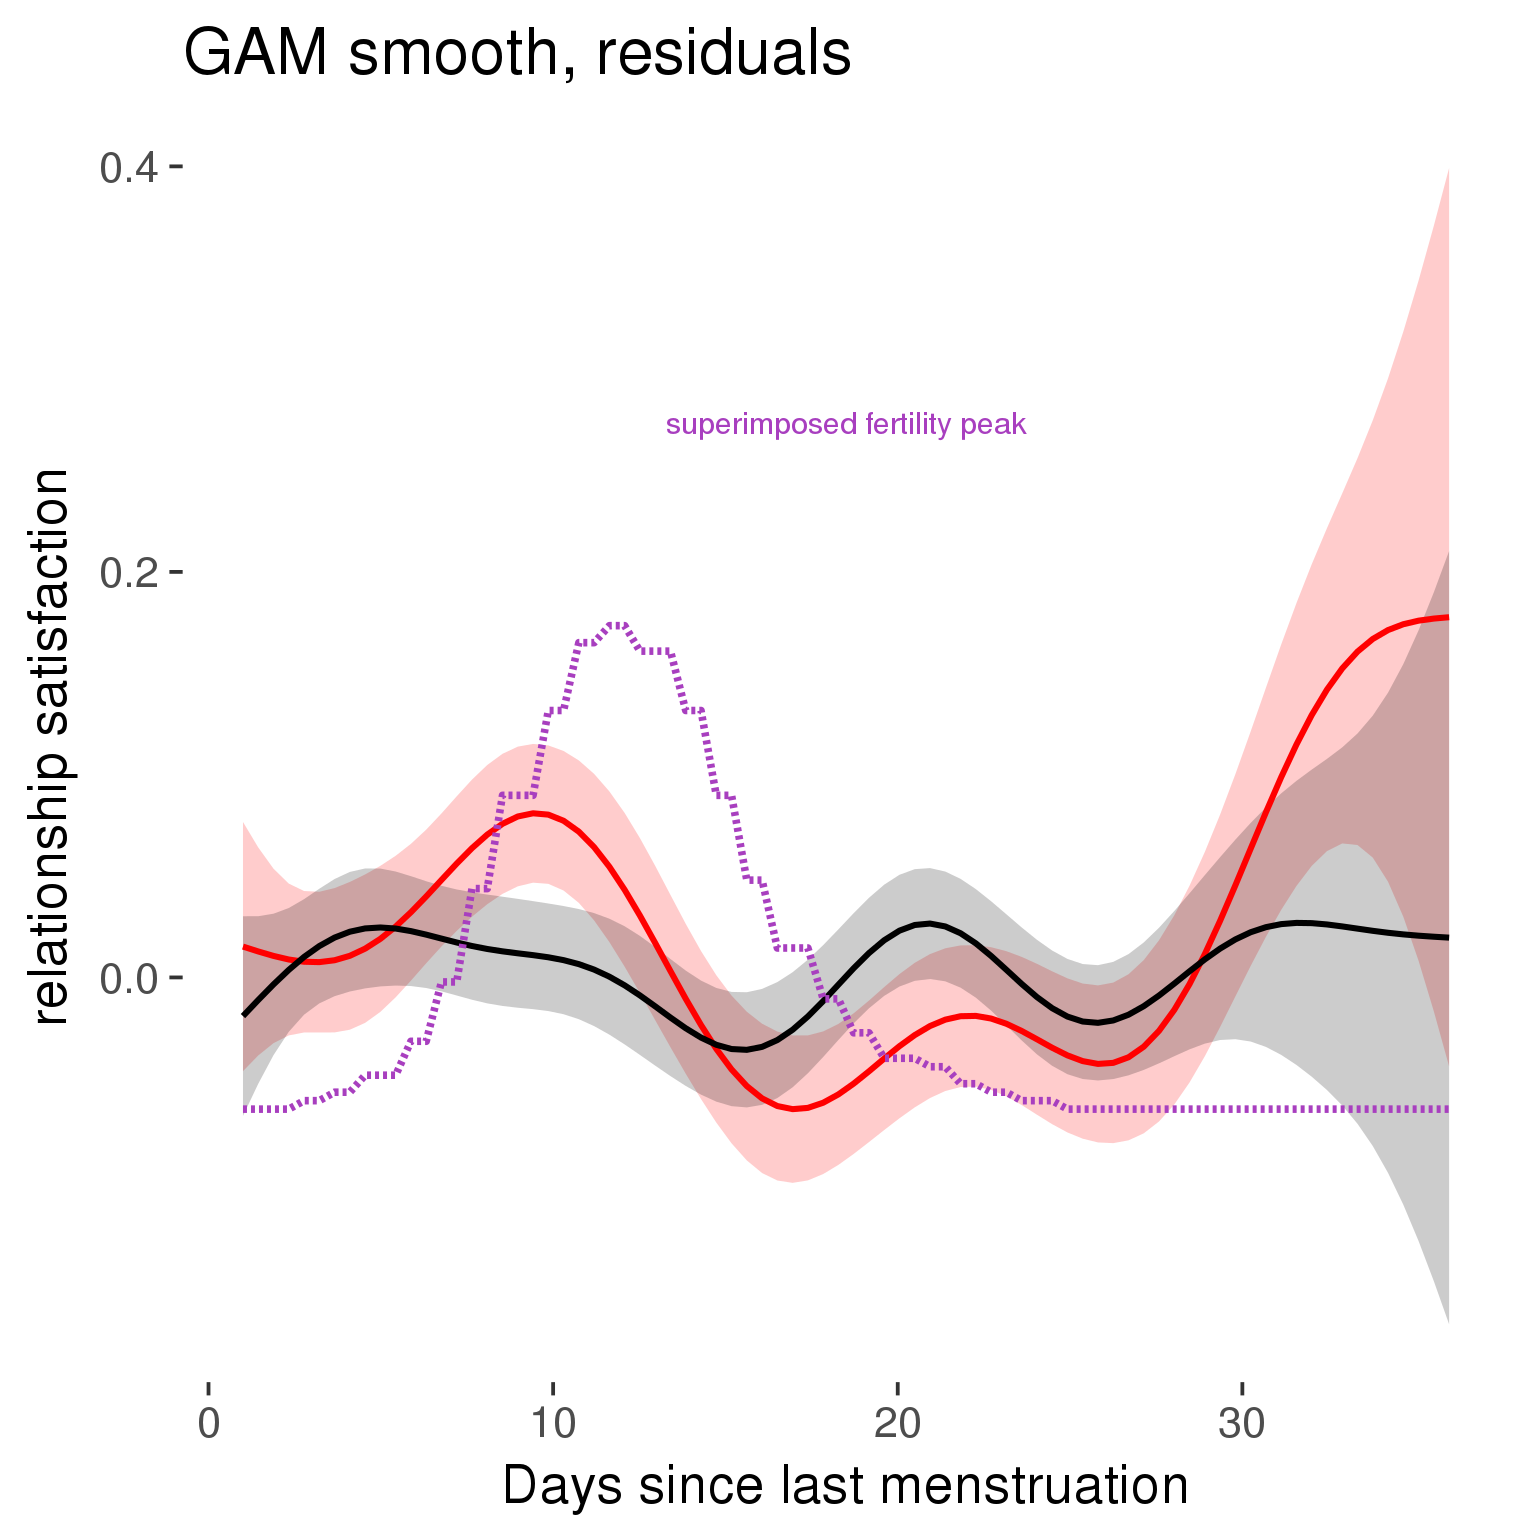 GAM smooth, residuals
0.4
superimposed fertility peak
0.2
relationship satisfaction
0.0
0 10 20 30
Days since last menstruation